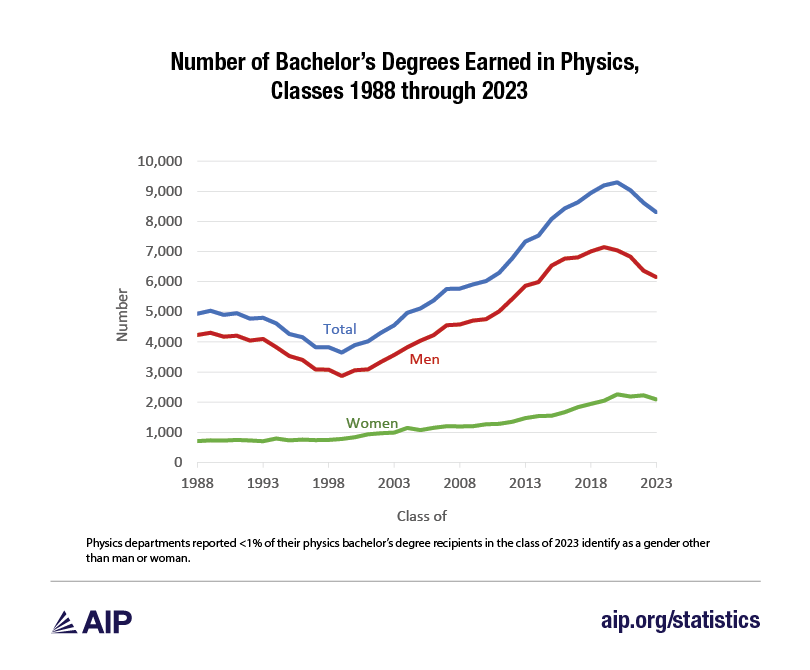 Number of Bachelor’s Degrees Earned in Physics,
Classes 1988 through 2023
10,000
9,000
8,000
7,000
6,000
5,000
4,000
3,000
2,000
1,000
0
Number
Total
Men
Women
1988 1993 1998 2003 2008 2013 2018 2023
Class of
Physics departments reported <1% of their physics bachelor’s degree recipients in the class of 2023 identify as a gender other
than man or woman.
AIP
aip.org/statistics